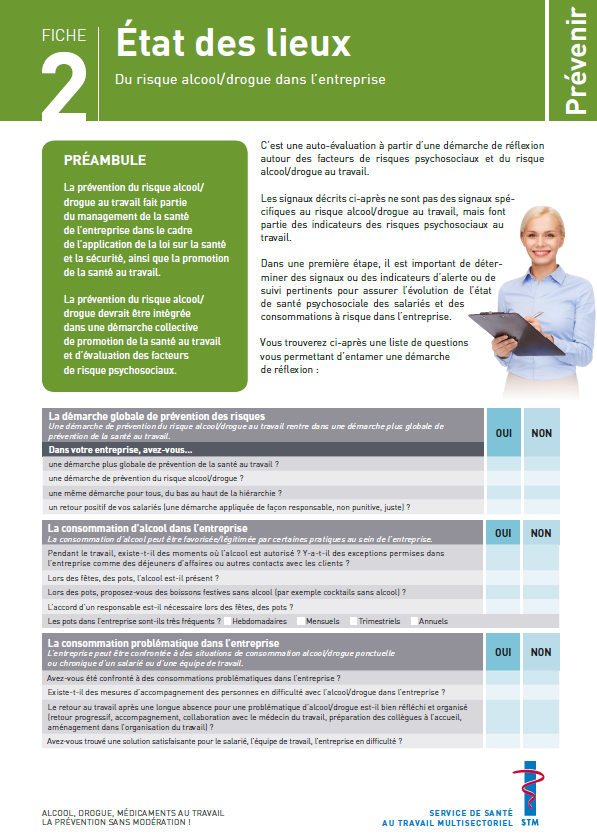 FICHE
2
État des lieux
Du risque alcool/drogue dans l'entreprise
Prévenir
PRÉAMBULE
La prévention du risque alcool/
drogue au travail fait partie
du management de la santé
de l'entreprise dans le cadre
de l'application de la loi sur la santé
et la sécurité, ainsi que la promotion
de la santé au travail.
La prévention du risque alcool/
drogue devrait être intégrée
dans une démarche collective
de promotion de la santé au travail
et d'évaluation des facteurs
de risque psychosociaux.
C'est une auto-évaluation à partir d'une démarche de réflexion
autour des facteurs de risques psychosociaux et du risque
alcool/drogue au travail.
Les signaux décrits ci-après ne sont pas des signaux spé-
cifiques au risque alcool/drogue au travail, mais font
partie des indicateurs des risques psychosociaux au
travail.
Dans une première étape, il est important de déter-
miner des signaux ou des indicateurs d'alerte ou de
suivi pertinents pour assurer l'évolution de l'état
de santé psychosociale des salariés et des
consommations à risque dans l'entreprise.
Vous trouverez ci-après une liste de questions
vous permettant d'entamer une démarche
de réflexion :
La démarche globale de prévention des risques
Une démarche de prévention du risque alcool/drogue au travail rentre dans une démarche plus globale de
prévention de la santé au travail.
OUI NON
Dans votre entreprise, avez-vous...
une démarche plus globale de prévention de la santé au travail ?
une démarche de prévention du risque alcool/drogue ?
une même démarche pour tous, du bas au haut de la hiérarchie ?
un retour positif de vos salariés (une démarche appliquée de façon responsable, non punitive, juste) ?
La consommation d'alcool dans l'entreprise
La consommation d'alcool peut être favorisée/légitimée par certaines pratiques au sein de l'entreprise.
OUI NON
Pendant le travail, existe-t-il des moments où l'alcool est autorisé ? Y-a-t-il des exceptions permises dans
l'entreprise comme des déjeuners d'affaires ou autres contacts avec les clients ?
Lors des fêtes, des pots, l'alcool est-il présent ?
Lors des pots, proposez-vous des boissons festives sans alcool (par exemple cocktails sans alcool) ?
L'accord d'un responsable est-il nécessaire lors des fêtes, des pots ?
Les pots dans l'entreprise sont-ils très fréquents ? Hebdomadaires Mensuels Trimestriels Annuels
La consommation problématique dans l'entreprise
L'entreprise peut être confrontée à des situations de consommation alcool/drogue ponctuelle
ou chronique d'un salarié ou d'une équipe de travail.
OUI NON
Avez-vous été confronté à des consommations problématiques dans l'entreprise ?
Existe-t-il des mesures d'accompagnement des personnes en difficulté avec l'alcool/drogue dans l'entreprise ?
Le retour au travail après une longue absence pour une problématique d'alcool/drogue est-il bien réfléchi et organisé
(retour progressif, accompagnement, collaboration avec le médecin du travail, préparation des collègues à l'accueil,
aménagement dans l'organisation du travail) ?
Avez-vous trouvé une solution satisfaisante pour le salarié, l'équipe de travail, l'entreprise en difficulté ?
ALCOOL, DROGUE, MÉDICAMENTS AU TRAVAIL
LA PRÉVENTION SANS MODÉRATION !
SERVICE DE SANTÉ
AU TRAVAIL MULTISECTORIEL
STM